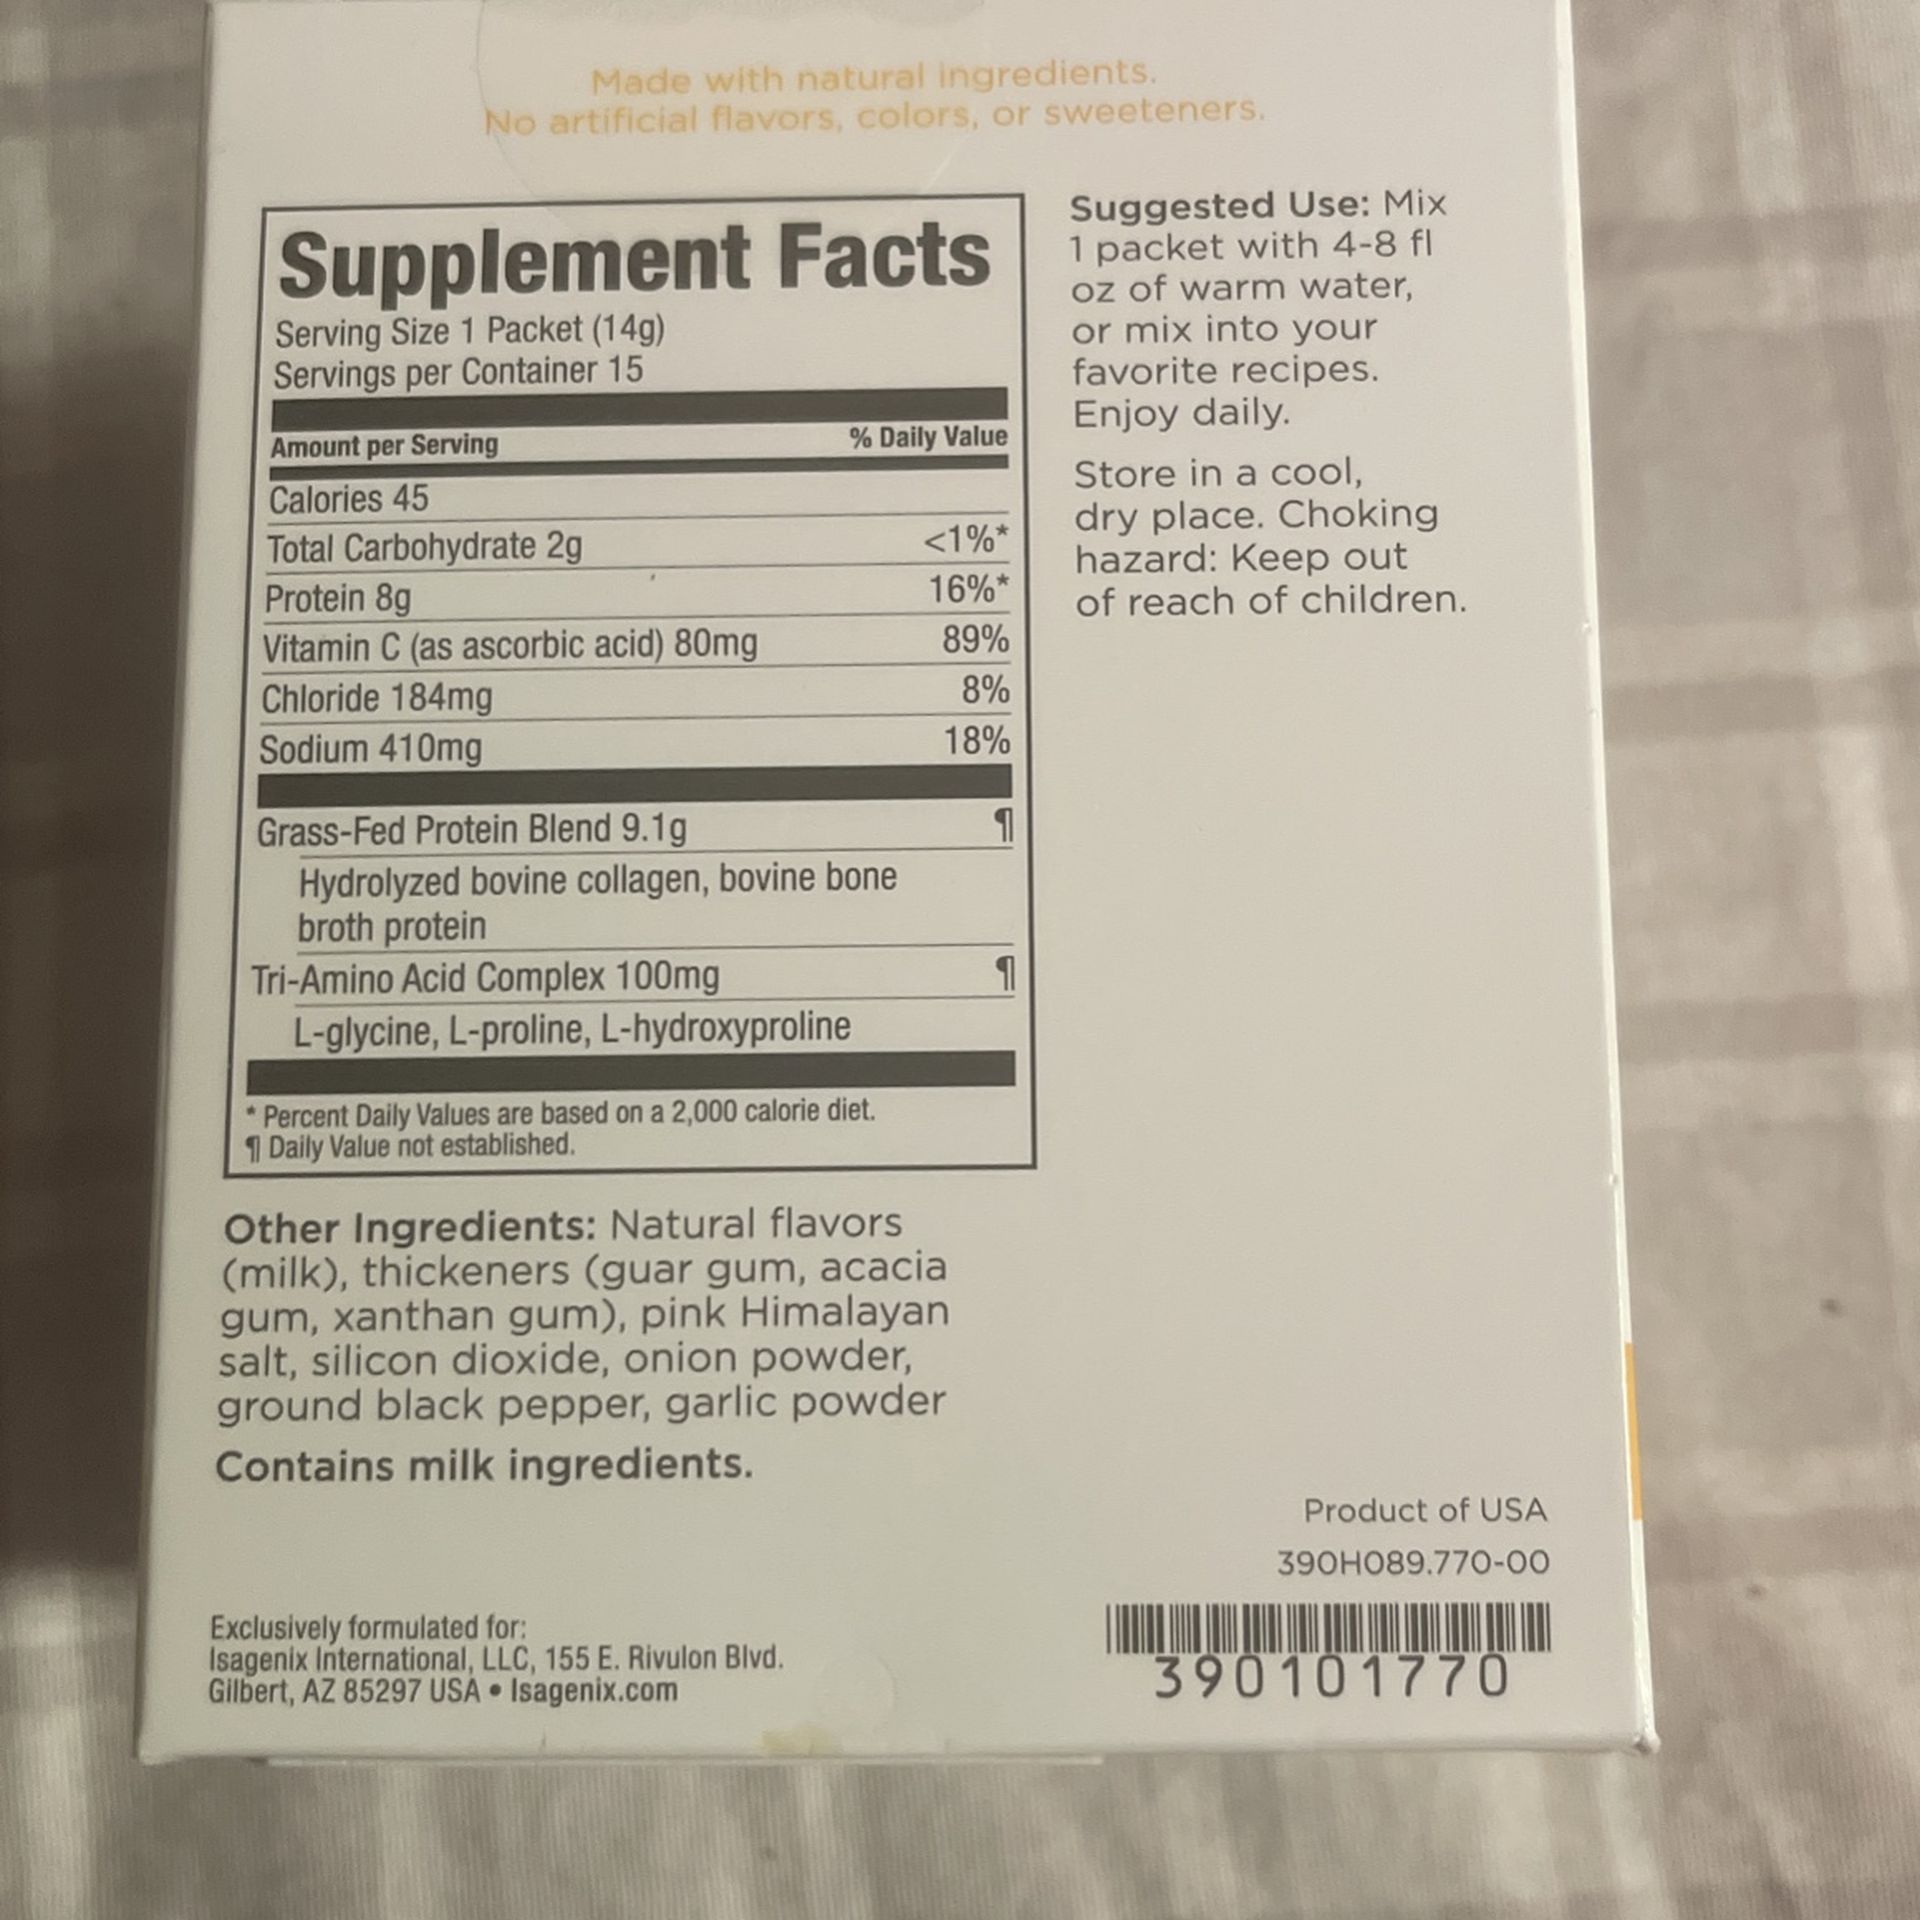 Made with natural ingredients.
No artificial flavors, colors, or sweeteners.
Supplement Facts
Serving Size 1 Packet (14g)
Servings per Container 15
Amount per Serving % Daily Value
Calories 45
Total Carbohydrate 2g <1%*
Protein 8g 16%*
Vitamin C (as ascorbic acid) 80mg 89%
Chloride 184mg 8%
Sodium 410mg 18%
Grass-Fed Protein Blend 9.1g ¶
Hydrolyzed bovine collagen, bovine bone
broth protein
Tri-Amino Acid Complex 100mg ¶
L-glycine, L-proline, L-hydroxyproline
* Percent Daily Values are based on a 2,000 calorie diet.
¶ Daily Value not established.
Other Ingredients: Natural flavors
(milk), thickeners (guar gum, acacia
gum, xanthan gum), pink Himalayan
salt, silicon dioxide, onion powder,
ground black pepper, garlic powder
Contains milk ingredients.
Exclusively formulated for:
Isagenix International, LLC, 155 E. Rivulon Blvd.
Gilbert, AZ 85297 USA • Isagenix.com
Suggested Use: Mix
1 packet with 4-8 fl
oz of warm water,
or mix into your
favorite recipes.
Enjoy daily.
Store in a cool,
dry place. Choking
hazard: Keep out
of reach of children.
Product of USA
390H089.770-00
390101770